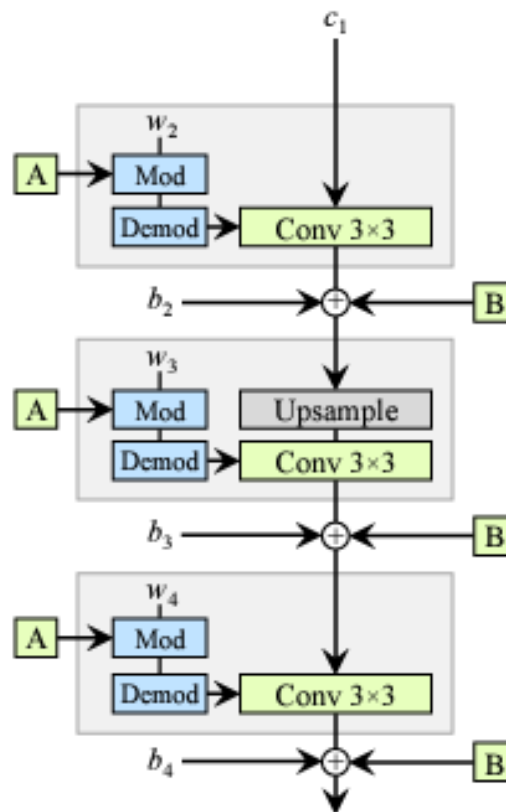 c₁
w₂
A Mod
Demod Conv 3×3
b₂ + B
w₃
A Mod Upsample
Demod Conv 3×3
b₃ + B
w₄
A Mod
Demod Conv 3×3
b₄ + B